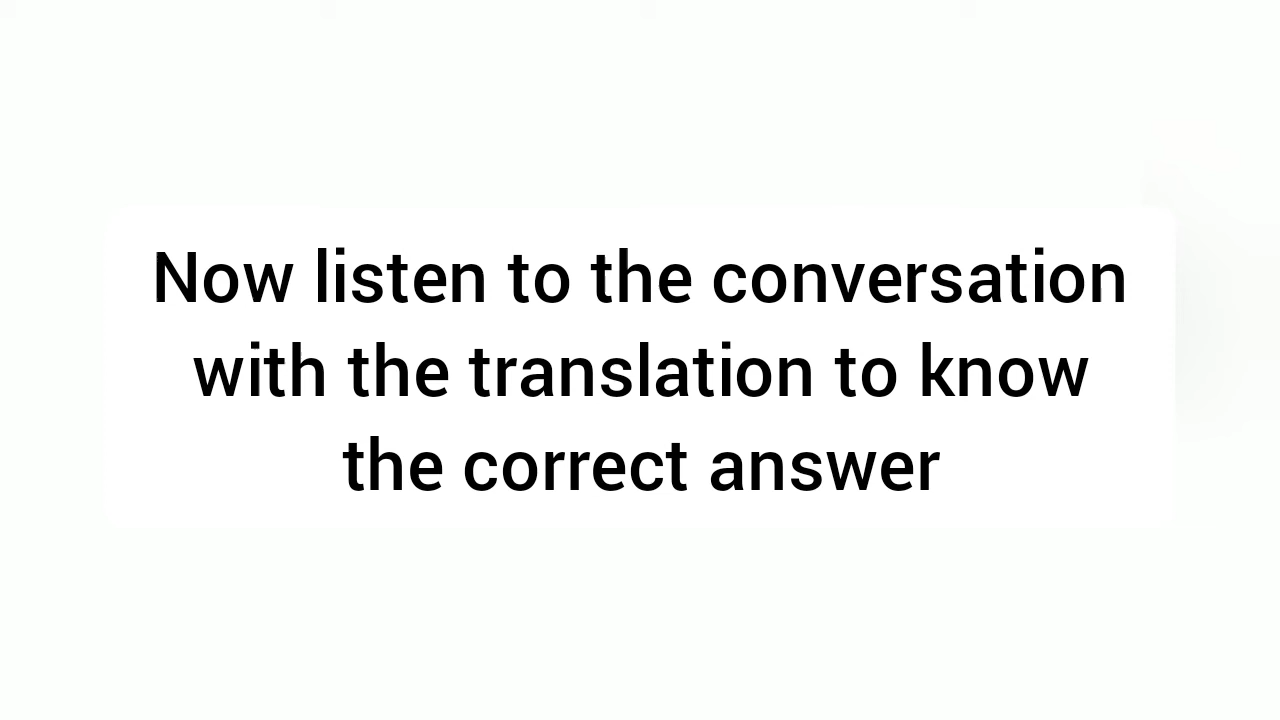 Now listen to the conversation
with the translation to know
the correct answer